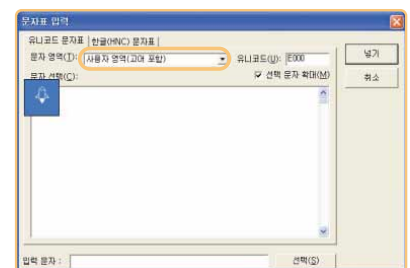 문자표 입력
유니코드 문자표 한글(HNC) 문자표
문자 영역(T): 사용자 영역(고어 포함) 유니코드(U): E000 넣기
문자 선택(C): 선택 문자 확대(M) 취소
입력 문자 : 선택(S)